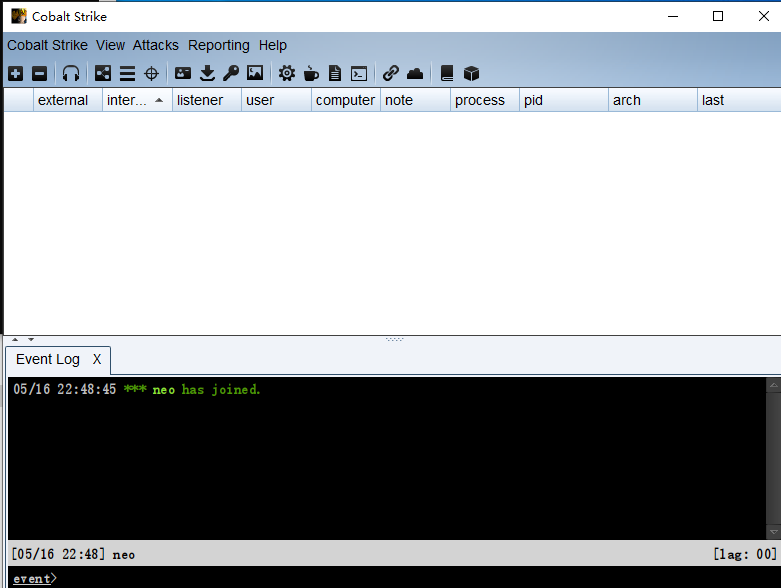 Cobalt Strike
Cobalt Strike View Attacks Reporting Help
external inter... listener user computer note process pid arch last
Event Log X
05/16 22:48:45 *** neo has joined.
[05/16 22:48] neo [lag: 00]
event>